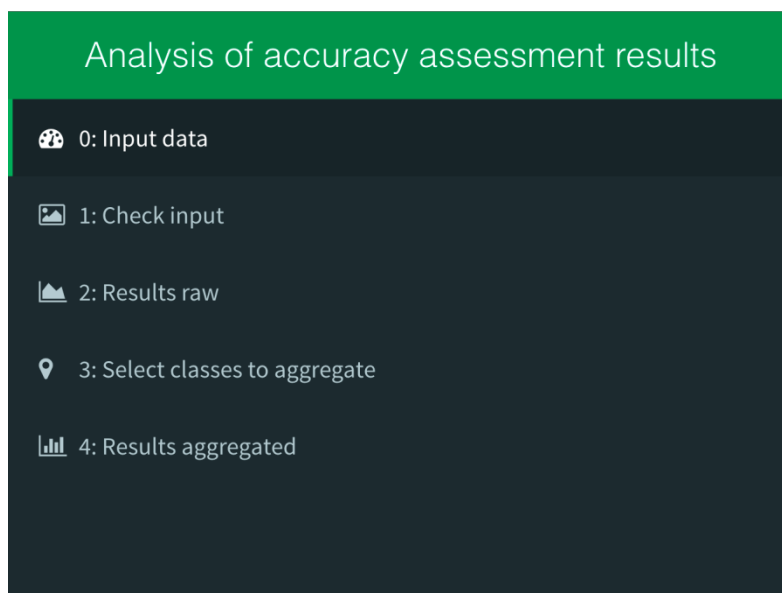 Analysis of accuracy assessment results
0: Input data
1: Check input
2: Results raw
3: Select classes to aggregate
4: Results aggregated